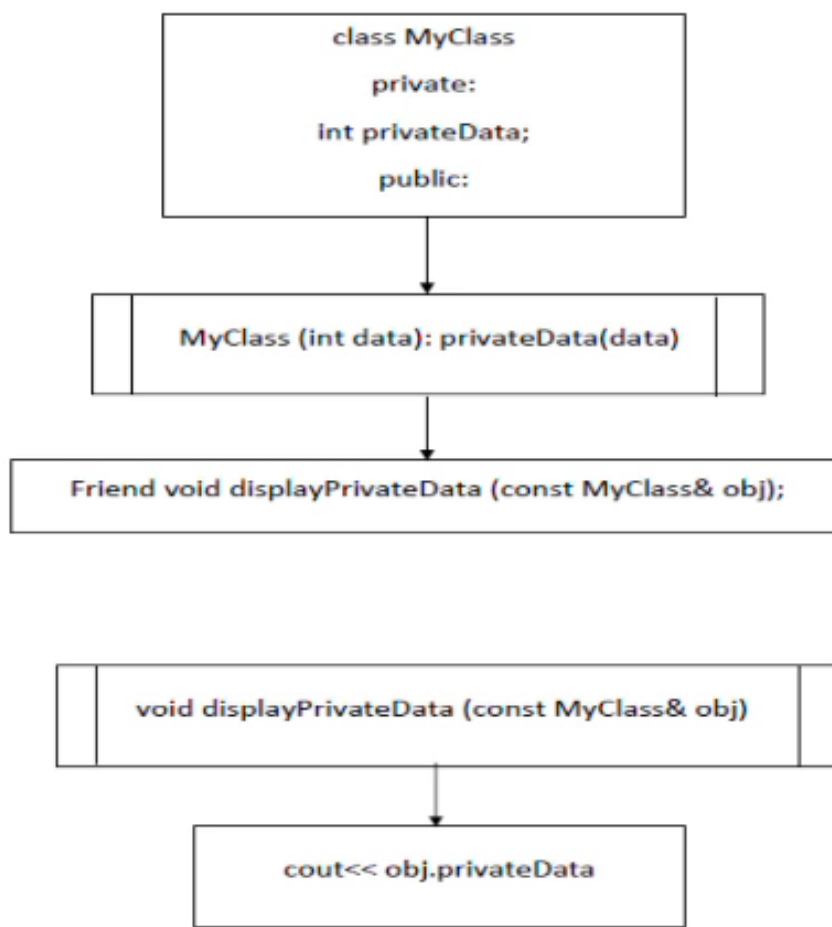 class MyClass
private:
int privateData;
public:
MyClass (int data): privateData(data)
Friend void displayPrivateData (const MyClass& obj);
void displayPrivateData (const MyClass& obj)
cout<< obj.privateData